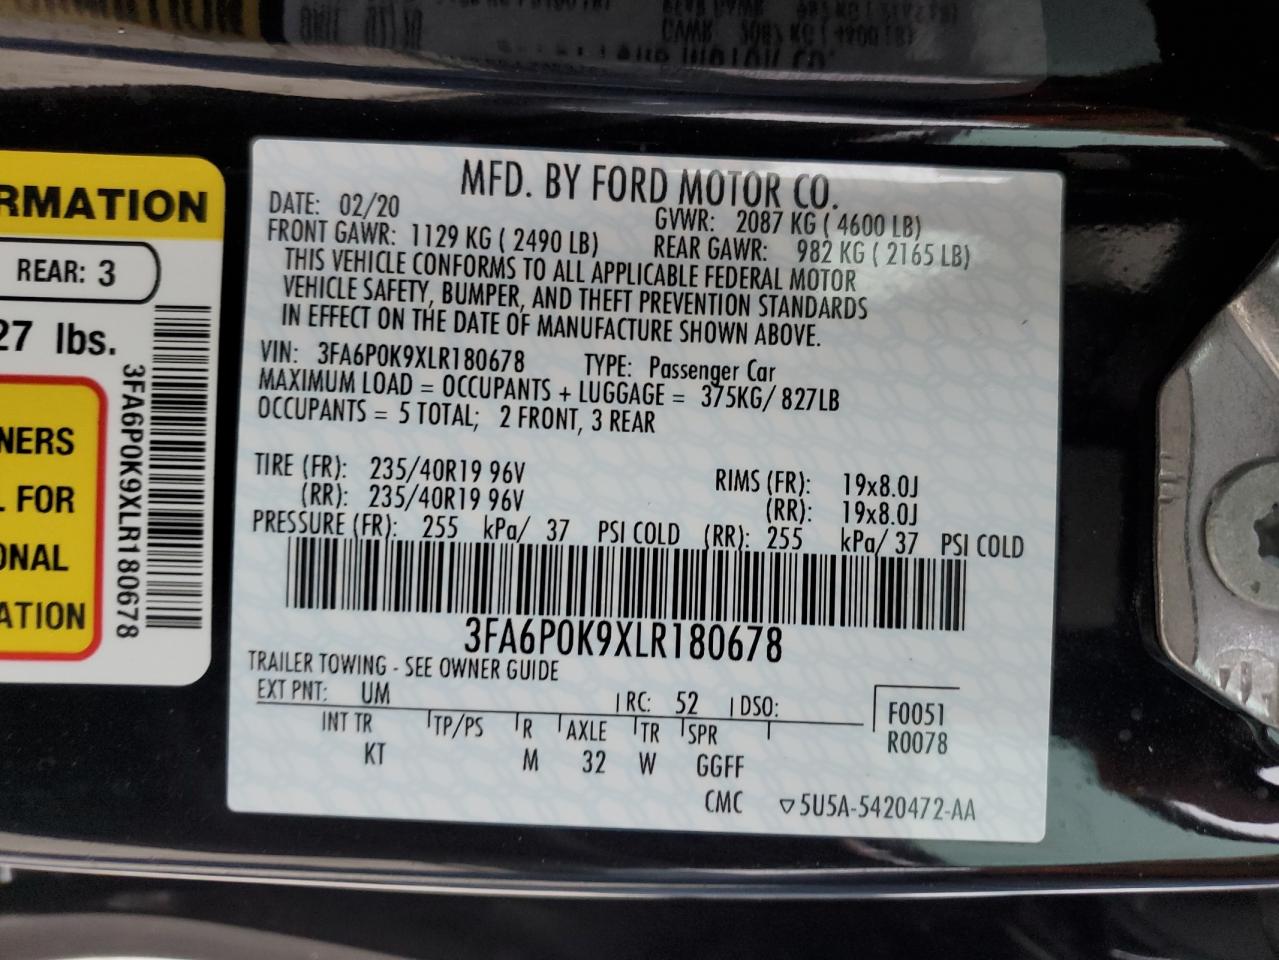 RMATION
REAR: 3
27 lbs.
NERS
L FOR
ONAL
ATION
3FA6P0K9XLR180678
MFD. BY FORD MOTOR CO.
DATE: 02/20 GVWR: 2087 KG ( 4600 LB)
FRONT GAWR: 1129 KG ( 2490 LB) REAR GAWR: 982 KG ( 2165 LB)
THIS VEHICLE CONFORMS TO ALL APPLICABLE FEDERAL MOTOR
VEHICLE SAFETY, BUMPER, AND THEFT PREVENTION STANDARDS
IN EFFECT ON THE DATE OF MANUFACTURE SHOWN ABOVE.
VIN: 3FA6P0K9XLR180678 TYPE: Passenger Car
MAXIMUM LOAD = OCCUPANTS + LUGGAGE = 375KG/ 827LB
OCCUPANTS = 5 TOTAL; 2 FRONT, 3 REAR
TIRE (FR): 235/40R19 96V RIMS (FR): 19x8.0J
(RR): 235/40R19 96V (RR): 19x8.0J
PRESSURE (FR): 255 kPa/ 37 PSI COLD (RR): 255 kPa/ 37 PSI COLD
3FA6P0K9XLR180678
TRAILER TOWING - SEE OWNER GUIDE
EXT PNT: UM RC: 52 DSO:
INT TR TP/PS R AXLE TR SPR
KT M 32 W GGFF
F0051
R0078
CMC ▽5U5A-5420472-AA